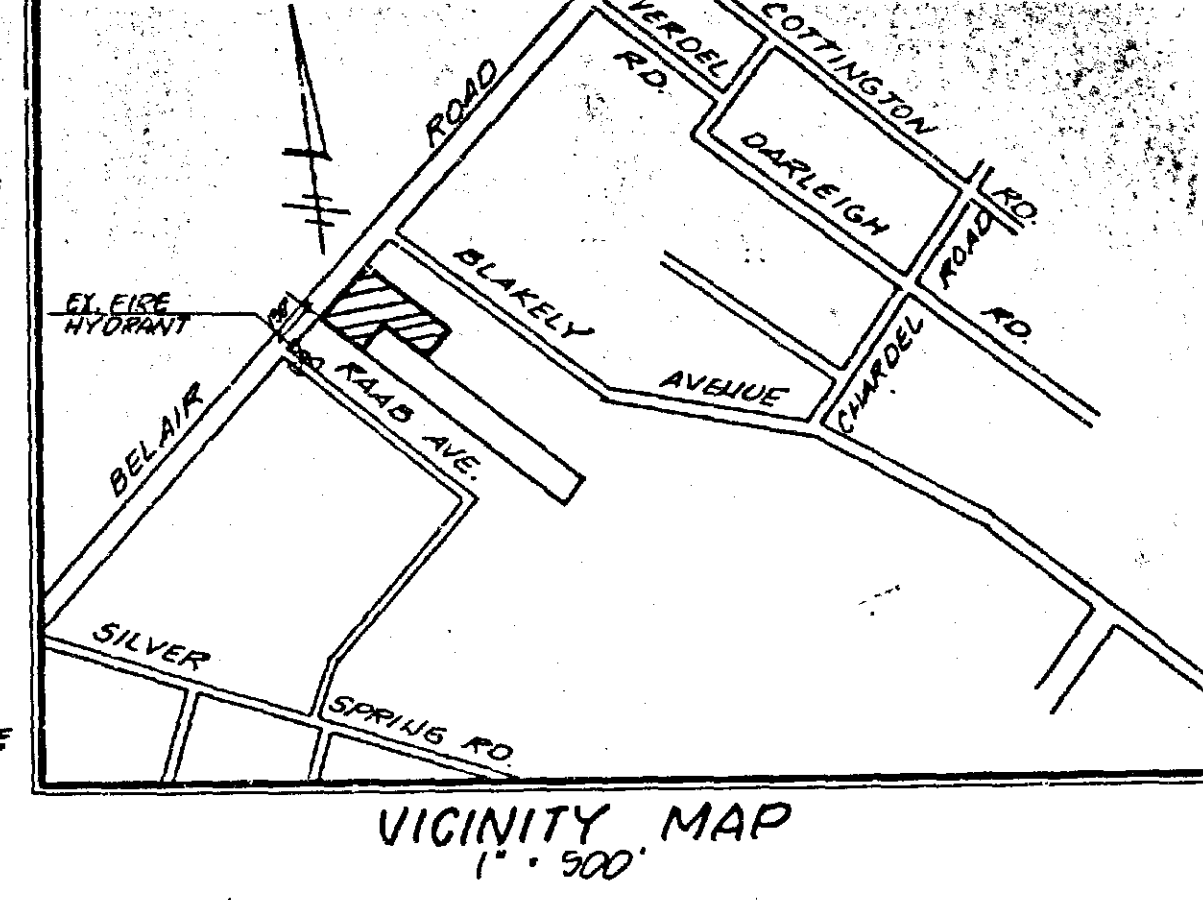 VERDEL
RD.
COTTINGTON
RD.
ROAD
DARLEIGH
RD.
ROAD
CHARDEL
BLAKELY
AVENUE
EX. FIRE
HYDRANT
RAAB AVE.
BELAIR
SILVER
SPRING RD.
VICINITY MAP
1" = 500'